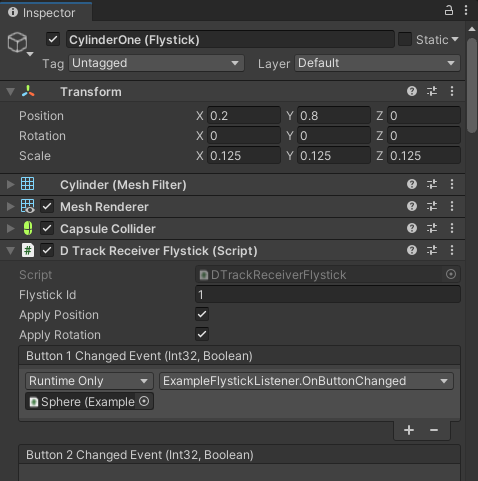 Inspector
CylinderOne (Flystick) Static
Tag Untagged Layer Default
Transform
Position X 0.2 Y 0.8 Z 0
Rotation X 0 Y 0 Z 0
Scale X 0.125 Y 0.125 Z 0.125
Cylinder (Mesh Filter)
Mesh Renderer
Capsule Collider
# D Track Receiver Flystick (Script)
Script DTrackReceiverFlystick
Flystick Id 1
Apply Position
Apply Rotation
Button 1 Changed Event (Int32, Boolean)
Runtime Only ExampleFlystickListener.OnButtonChanged
Sphere (Example
+ −
Button 2 Changed Event (Int32, Boolean)